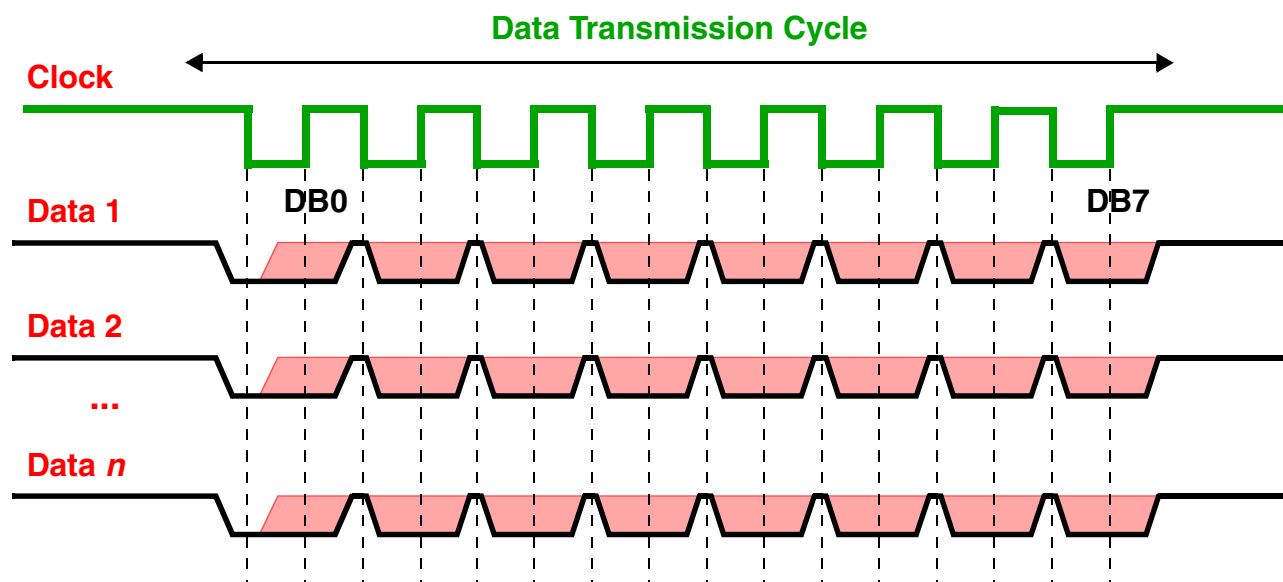 Data Transmission Cycle
Clock
DB0
DB7
Data 1
Data 2
...
Data n